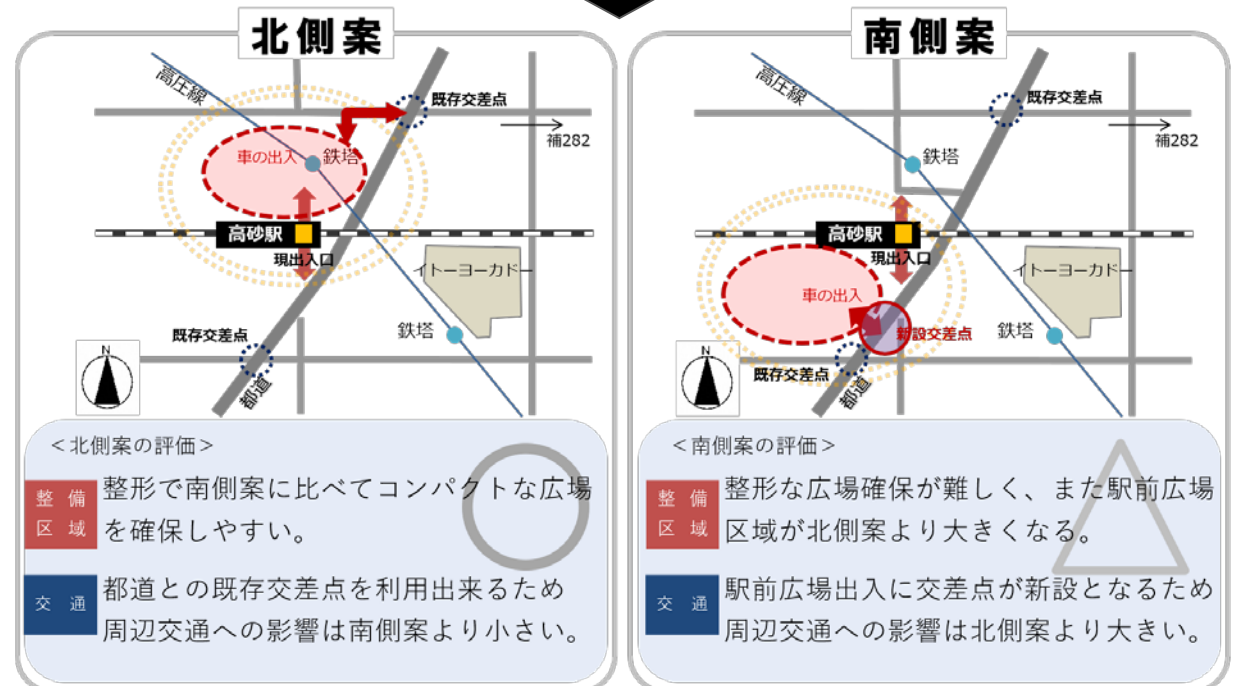 北側案
高圧線
既存交差点
補282
車の出入
鉄塔
高砂駅
現出入口
イトーヨーカドー
既存交差点
鉄塔
N
都道
＜北側案の評価＞
整備区域
整形で南側案に比べてコンパクトな広場
を確保しやすい。
交通
都道との既存交差点を利用出来るため
周辺交通への影響は南側案より小さい。
南側案
高圧線
既存交差点
補282
鉄塔
高砂駅
現出入口
イトーヨーカドー
車の出入
新設交差点
鉄塔
既存交差点
N
都道
＜南側案の評価＞
整備区域
整形な広場確保が難しく、また駅前広場
区域が北側案より大きくなる。
交通
駅前広場出入に交差点が新設となるため
周辺交通への影響は北側案より大きい。